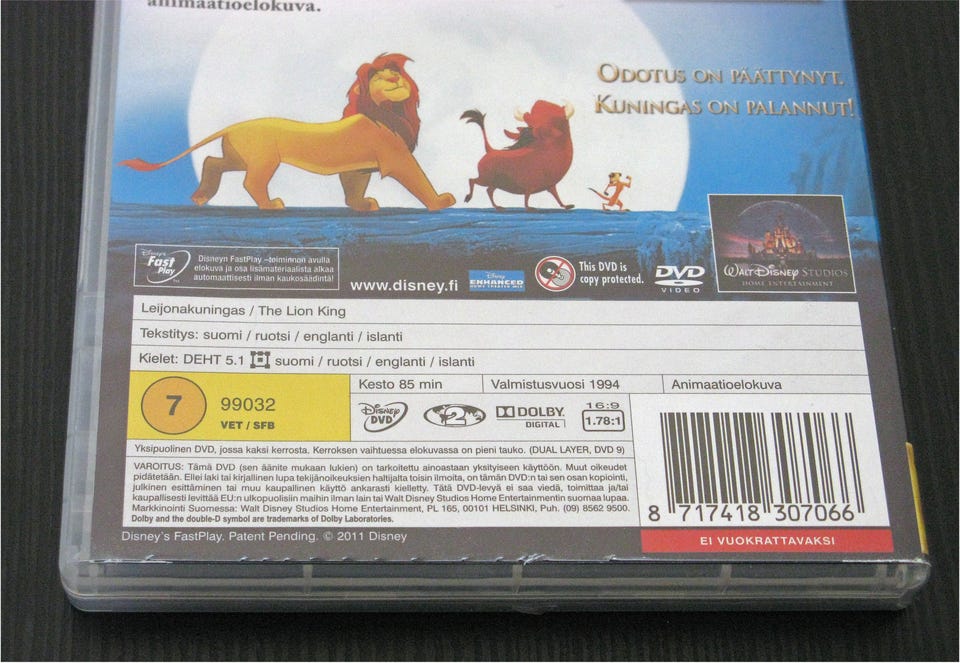 animaatioelokuva.
ODOTUS ON PÄÄTTYNYT,
KUNINGAS ON PALANNUT!
Disney's
Fast
Play™
Disneyn FastPlay –toiminnon avulla
elokuva ja osa lisämateriaalista alkaa
automaattisesti ilman kaukosäädintä!
www.disney.fi
Disney
ENHANCED
HOME THEATER MIX
This DVD is
copy protected.
DVD
VIDEO
WALT DISNEY STUDIOS
HOME ENTERTAINMENT
Leijonakuningas / The Lion King
Tekstitys: suomi / ruotsi / englanti / islanti
Kielet: DEHT 5.1 suomi / ruotsi / englanti / islanti
7
99032
VET / SFB
Kesto 85 min
Valmistusvuosi 1994
Animaatioelokuva
Disney
DVD
2
DOLBY
DIGITAL
16:9
1.78:1
Yksipuolinen DVD, jossa kaksi kerrosta. Kerroksen vaihtuessa elokuvassa on pieni tauko. (DUAL LAYER, DVD 9)
VAROITUS: Tämä DVD (sen äänite mukaan lukien) on tarkoitettu ainoastaan yksityiseen käyttöön. Muut oikeudet
pidätetään. Ellei laki tai kirjallinen lupa tekijänoikeuksien haltijalta toisin ilmoita, on tämän DVD:n tai sen osan kopiointi,
julkinen esittäminen tai muu kaupallinen käyttö ankarasti kielletty. Tätä DVD-levyä ei saa viedä, toimittaa ja/tai
kaupallisesti levittää EU:n ulkopuolisiin maihin ilman lain tai Walt Disney Studios Home Entertainmentin suomaa lupaa.
Markkinointi Suomessa: Walt Disney Studios Home Entertainment, PL 165, 00101 HELSINKI, Puh. (09) 8562 9500.
Dolby and the double-D symbol are trademarks of Dolby Laboratories.
8 717418 307066
EI VUOKRATTAVAKSI
Disney's FastPlay. Patent Pending. © 2011 Disney